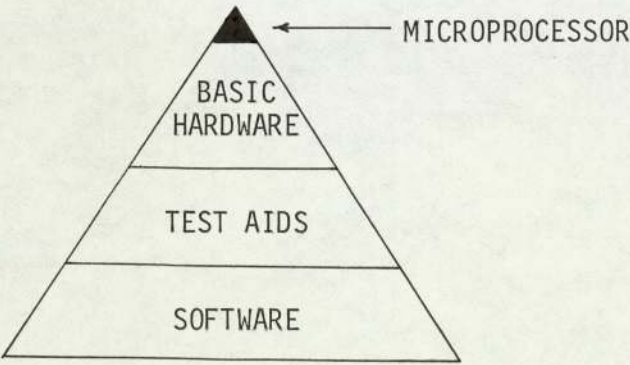 MICROPROCESSOR
BASIC
HARDWARE
TEST AIDS
SOFTWARE